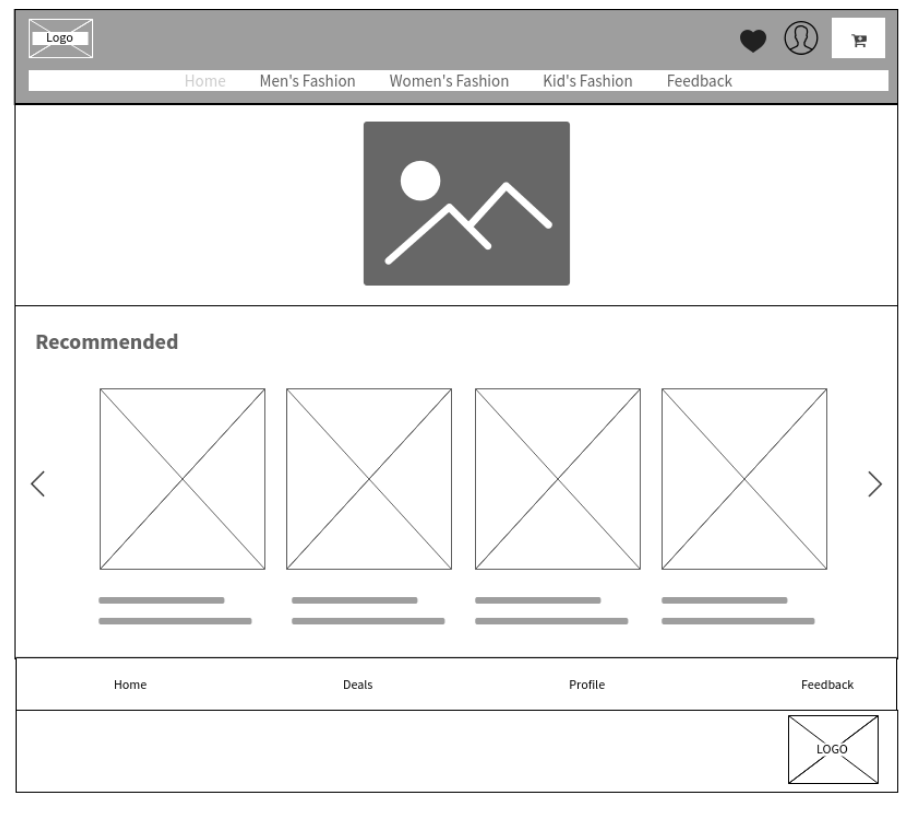 Logo
Home Men's Fashion Women's Fashion Kid's Fashion Feedback
Recommended
Home Deals Profile Feedback
LOGO